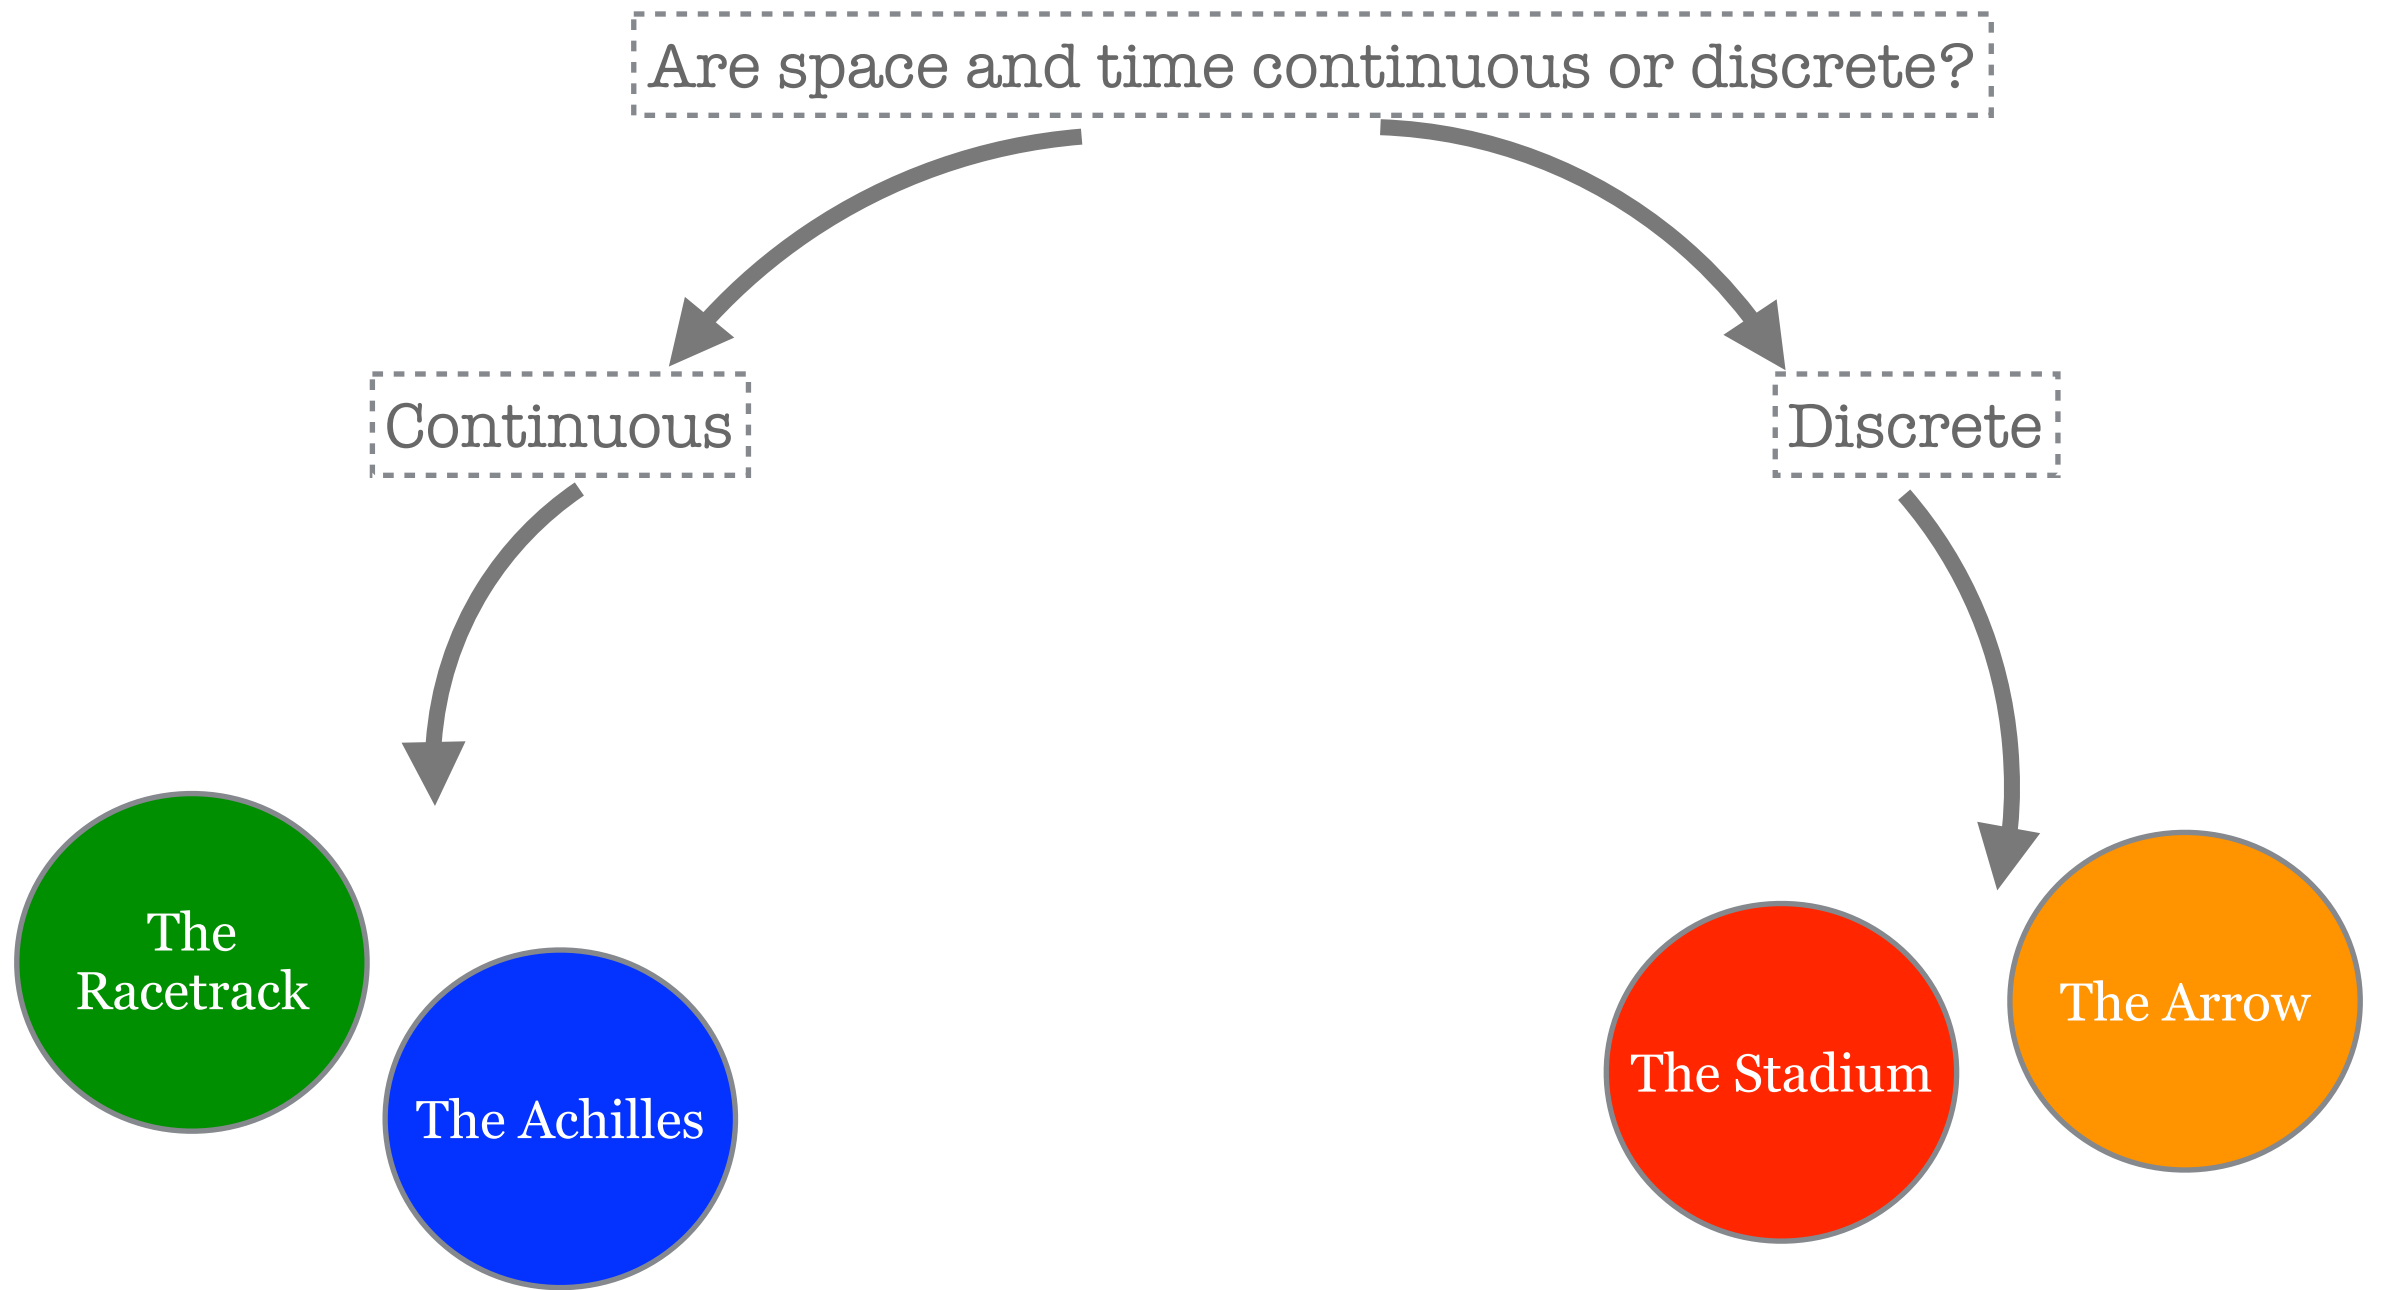 Are space and time continuous or discrete?
Continuous
Discrete
The
Racetrack
The Achilles
The Stadium
The Arrow